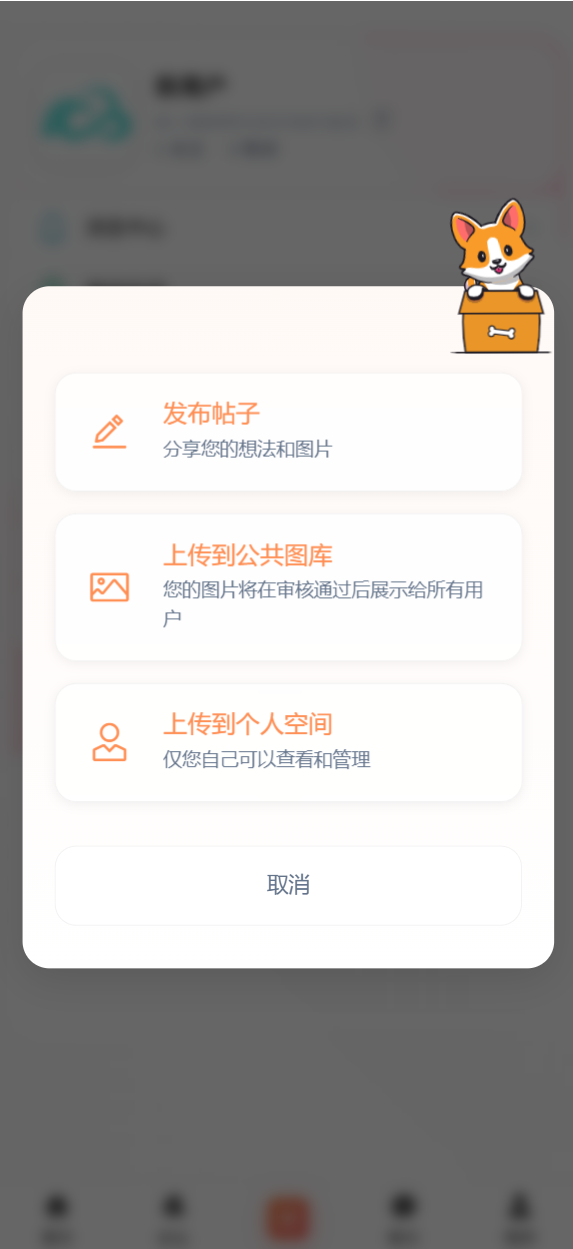 发布帖子
分享您的想法和图片
上传到公共图库
您的图片将在审核通过后展示给所有用
户
上传到个人空间
仅您自己可以查看和管理
取消